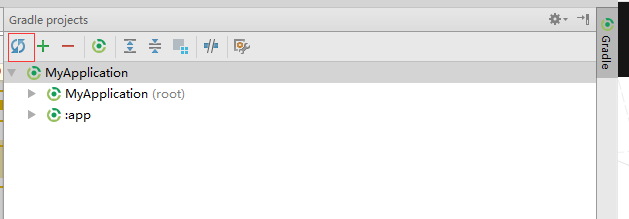 Gradle projects
Gradle
MyApplication
MyApplication (root)
:app